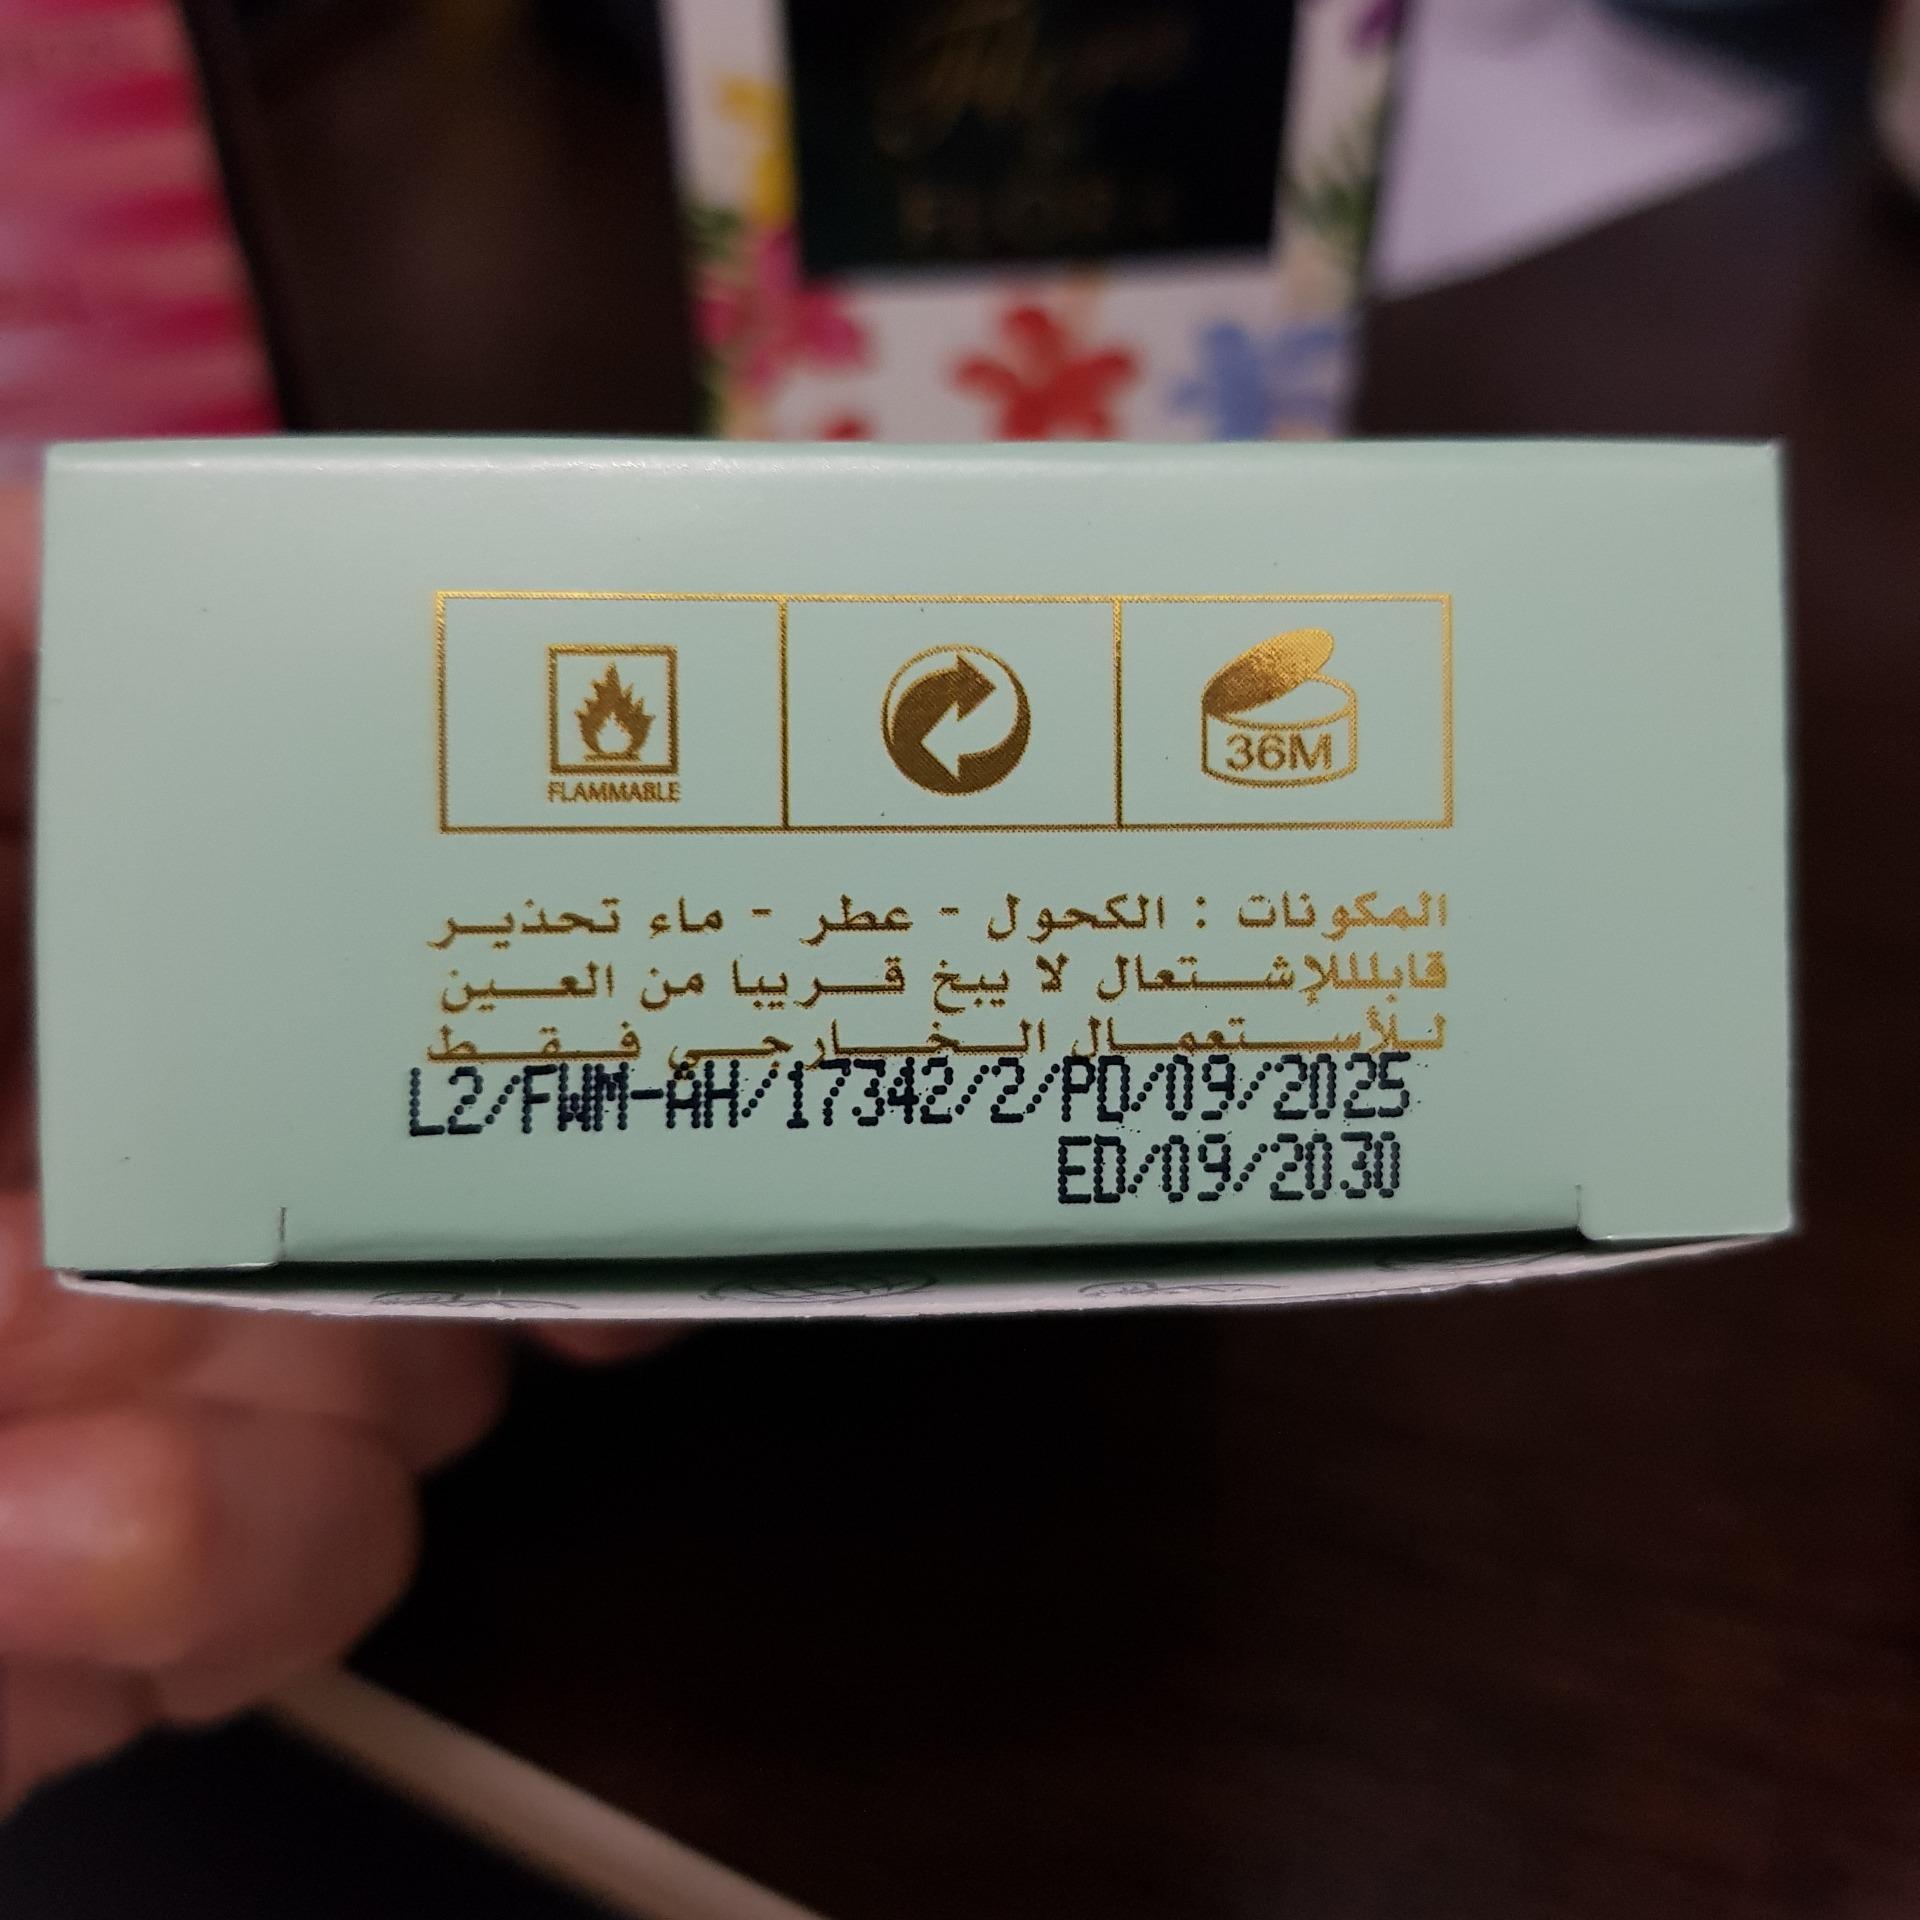 36M
FLAMMABLE
المكونات : الكحول - عطر - ماء تحذير
قابلللإشتعال لا يبخ قريبا من العين
للأستعمال الخارجي فقط
L2/FWM-AH/17342/2/PD/09/2025
ED/09/2030